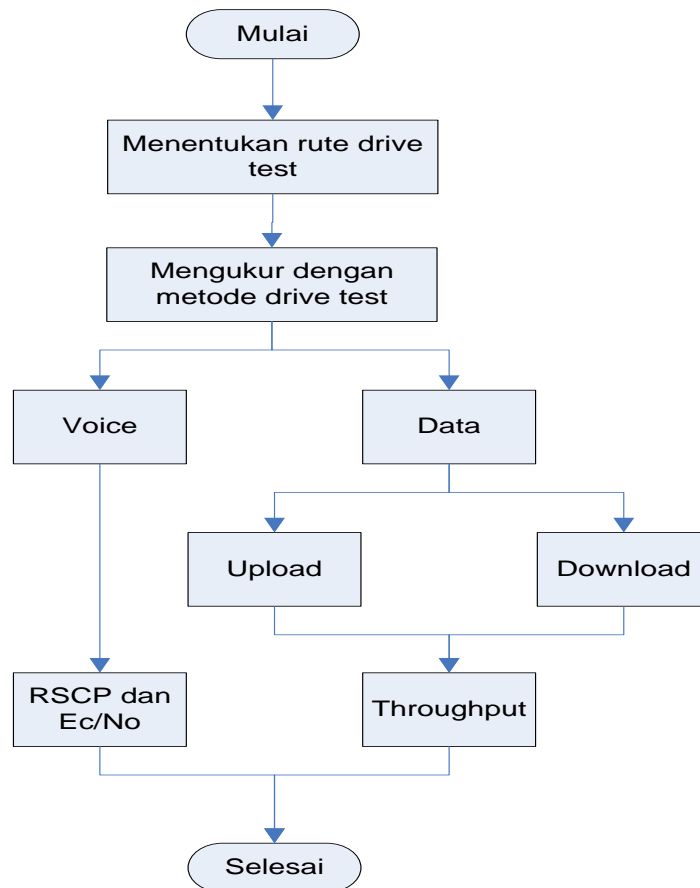 Mulai
Menentukan rute drive
test
Mengukur dengan
metode drive test
Voice
Data
Upload
Download
RSCP dan
Ec/No
Throughput
Selesai